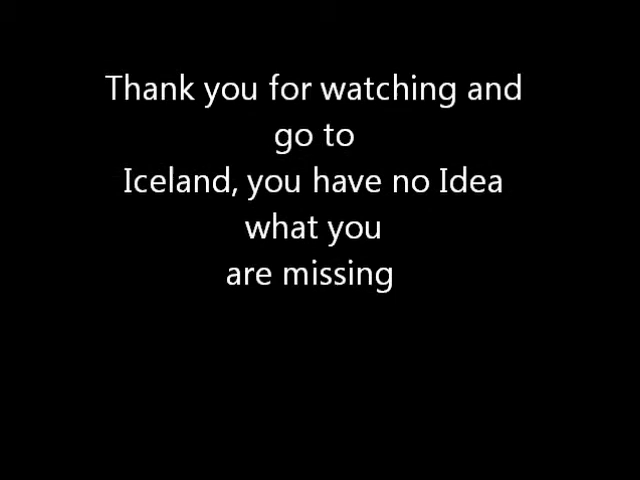 Thank you for watching and
go to
Iceland, you have no Idea
what you
are missing